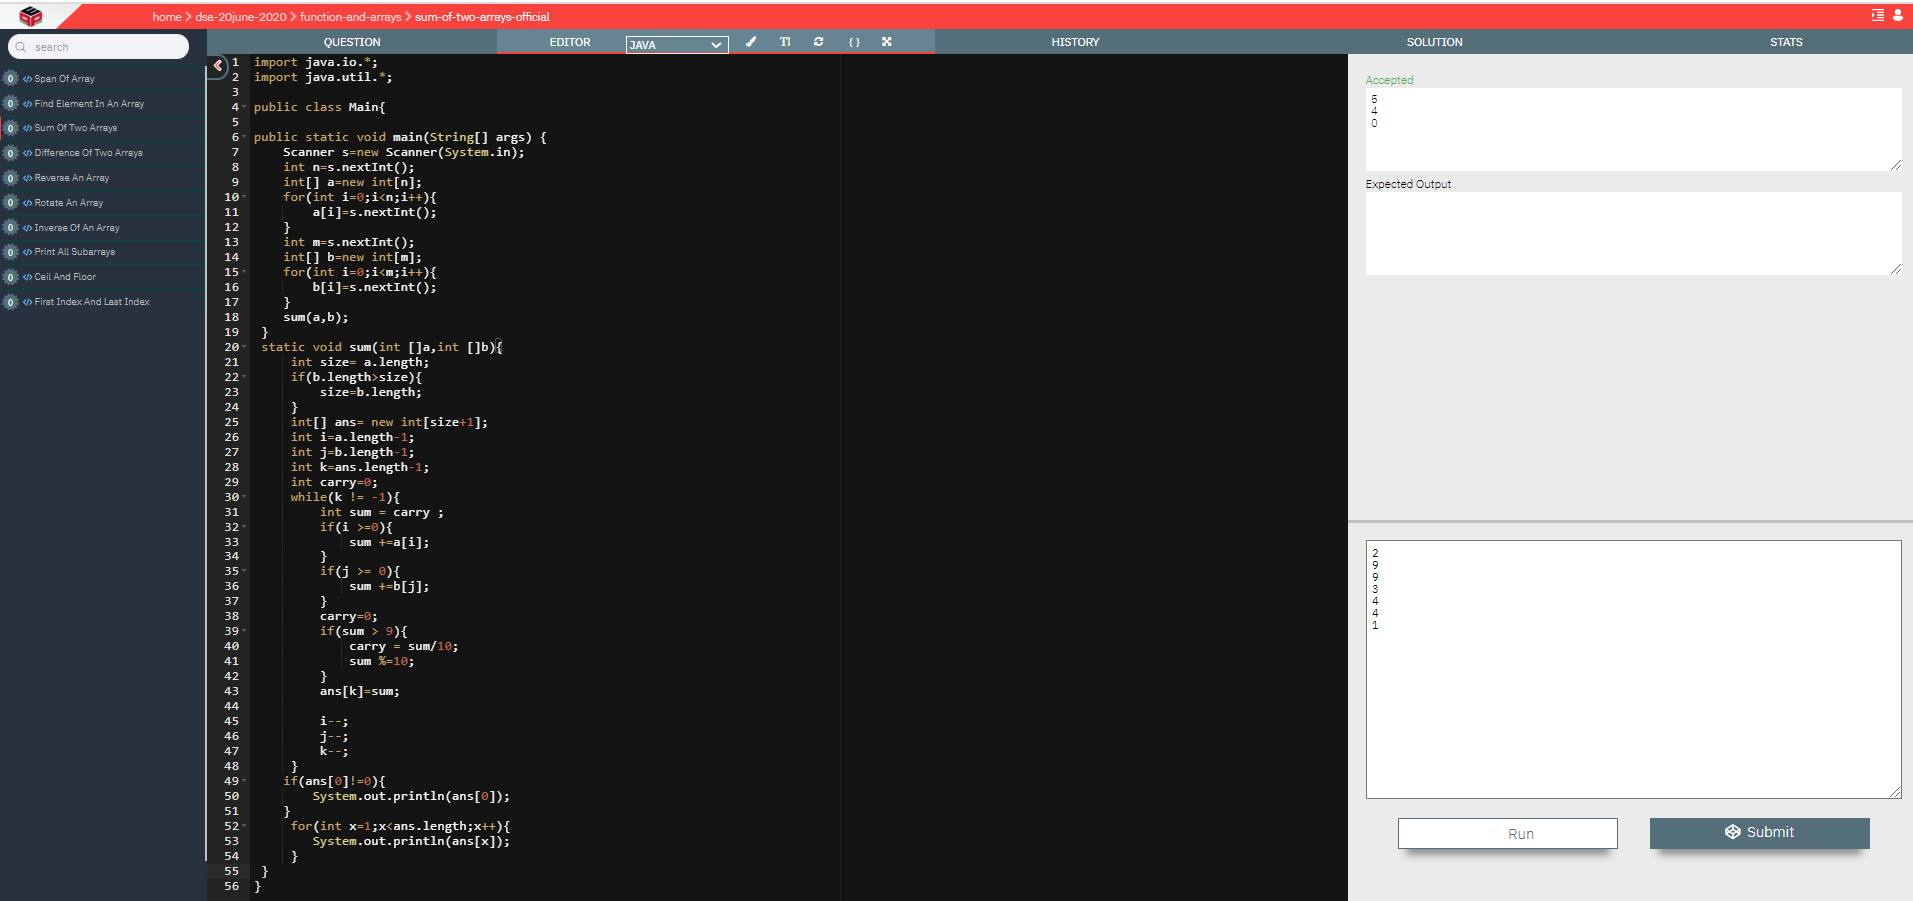 home > dsa-20june-2020 > function-and-arrays > sum-of-two-arrays-official
search
0 </> Span Of Array
0 </> Find Element In An Array
0 </> Sum Of Two Arrays
0 </> Difference Of Two Arrays
0 </> Reverse An Array
0 </> Rotate An Array
0 </> Inverse Of An Array
0 </> Print All Subarrays
0 </> Ceil And Floor
0 </> First Index And Last Index
QUESTION
EDITOR
JAVA
TI
{ }
HISTORY
SOLUTION
STATS
1 import java.io.*;
2 import java.util.*;
3
4 public class Main{
5
6 public static void main(String[] args) {
7 Scanner s=new Scanner(System.in);
8 int n=s.nextInt();
9 int[] a=new int[n];
10 for(int i=0;i<n;i++){
11 a[i]=s.nextInt();
12 }
13 int m=s.nextInt();
14 int[] b=new int[m];
15 for(int i=0;i<m;i++){
16 b[i]=s.nextInt();
17 }
18 sum(a,b);
19 }
20 static void sum(int []a,int []b){
21 int size= a.length;
22 if(b.length>size){
23 size=b.length;
24 }
25 int[] ans= new int[size+1];
26 int i=a.length-1;
27 int j=b.length-1;
28 int k=ans.length-1;
29 int carry=0;
30 while(k != -1){
31 int sum = carry ;
32 if(i >=0){
33 sum +=a[i];
34 }
35 if(j >= 0){
36 sum +=b[j];
37 }
38 carry=0;
39 if(sum > 9){
40 carry = sum/10;
41 sum %=10;
42 }
43 ans[k]=sum;
44
45 i--;
46 j--;
47 k--;
48 }
49 if(ans[0]!=0){
50 System.out.println(ans[0]);
51 }
52 for(int x=1;x<ans.length;x++){
53 System.out.println(ans[x]);
54 }
55 }
56 }
Accepted
5
4
0
Expected Output
2
9
9
3
4
4
1
Run
Submit